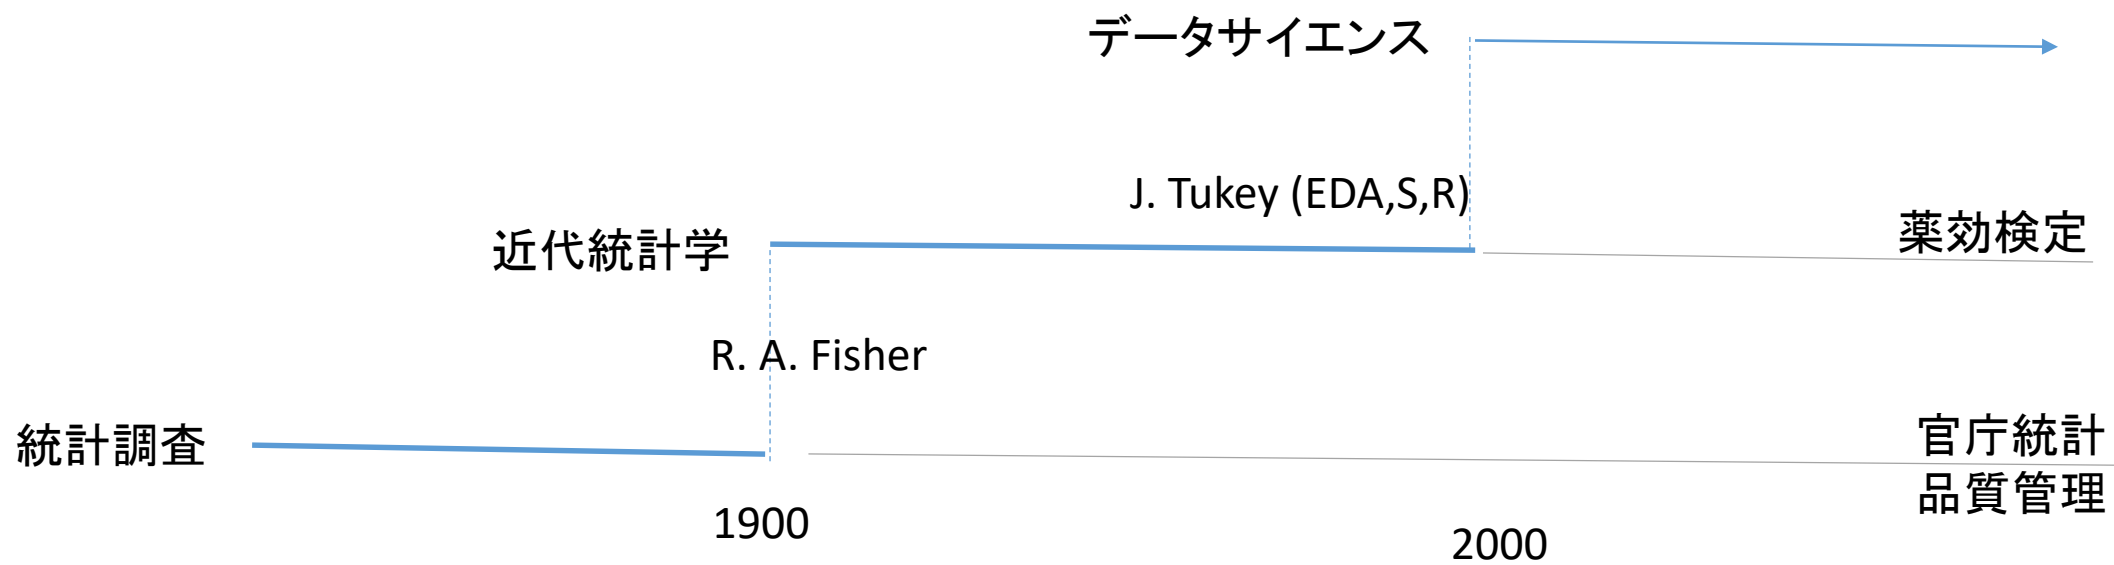 データサイエンス
J. Tukey (EDA,S,R)
近代統計学
薬効検定
R. A. Fisher
統計調査
官庁統計
品質管理
1900
2000